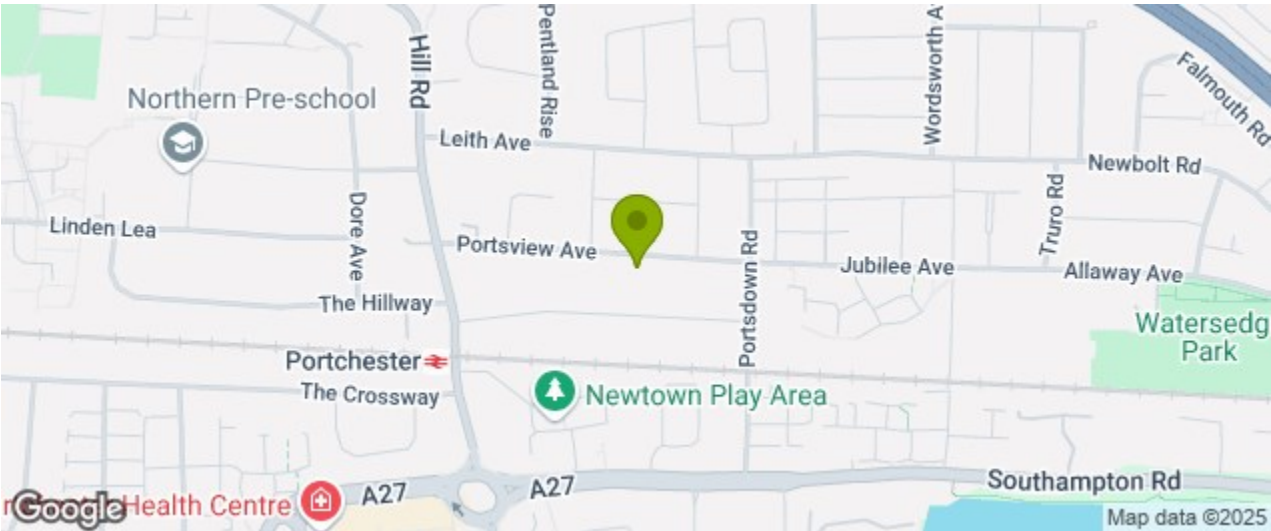 Pentland Rise
Hill Rd
Wordsworth A
Falmouth Rd
Northern Pre-school
Leith Ave
Newbolt Rd
Dore Ave
Truro Rd
Linden Lea
Portsview Ave
Portsdown Rd
Jubilee Ave
Allaway Ave
The Hillway
Watersedg
Park
Portchester
The Crossway
Newtown Play Area
Southampton Rd
A27
A27
Health Centre
Google
Map data ©2025